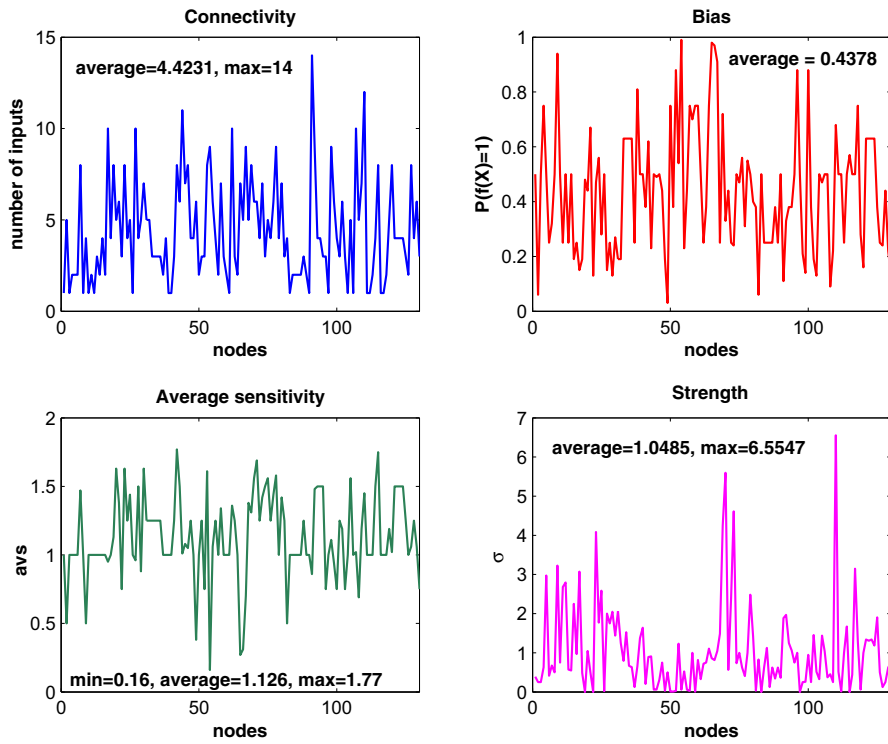 Connectivity
average=4.4231, max=14
number of inputs
15
10
5
0
0
50
100
nodes
Bias
average = 0.4378
P(f(X)=1)
1
0.8
0.6
0.4
0.2
0
0
50
100
nodes
Average sensitivity
avs
2
1.5
1
0.5
0
min=0.16, average=1.126, max=1.77
0
50
100
nodes
Strength
average=1.0485, max=6.5547
σ
7
6
5
4
3
2
1
0
0
50
100
nodes